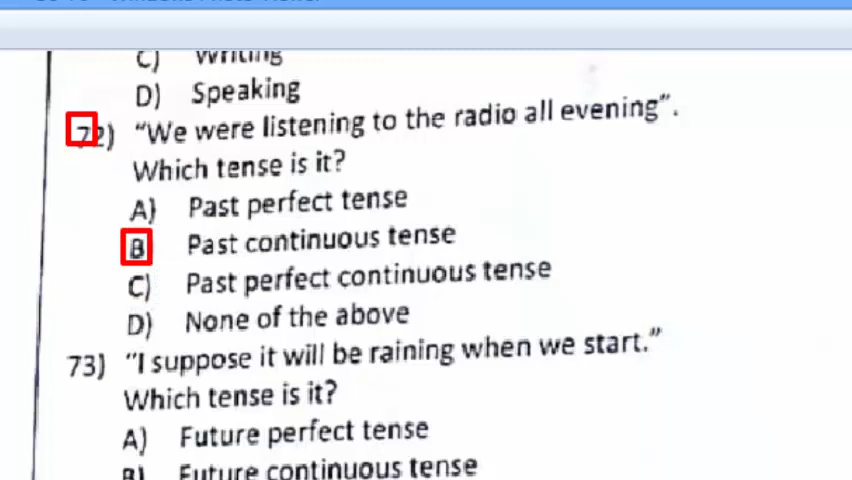 C) Writing
D) Speaking
72) “We were listening to the radio all evening”.
Which tense is it?
A) Past perfect tense
B Past continuous tense
C) Past perfect continuous tense
D) None of the above
73) “I suppose it will be raining when we start.”
Which tense is it?
A) Future perfect tense
B) Future continuous tense